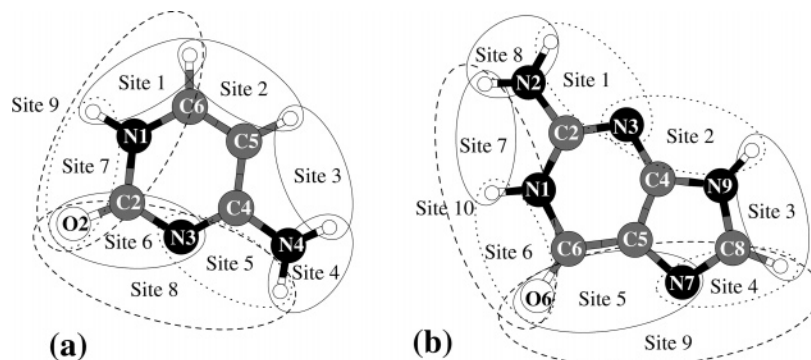 Site 1
Site 2
Site 9
C6
N1
C5
Site 7
Site 3
C2
C4
O2
N3
N4
Site 6
Site 5
Site 4
Site 8
(a)
Site 8
N2
Site 1
C2
N3
Site 2
Site 7
C4
N1
N9
Site 10
Site 3
C6
C5
C8
Site 6
O6
Site 5
N7
Site 4
Site 9
(b)